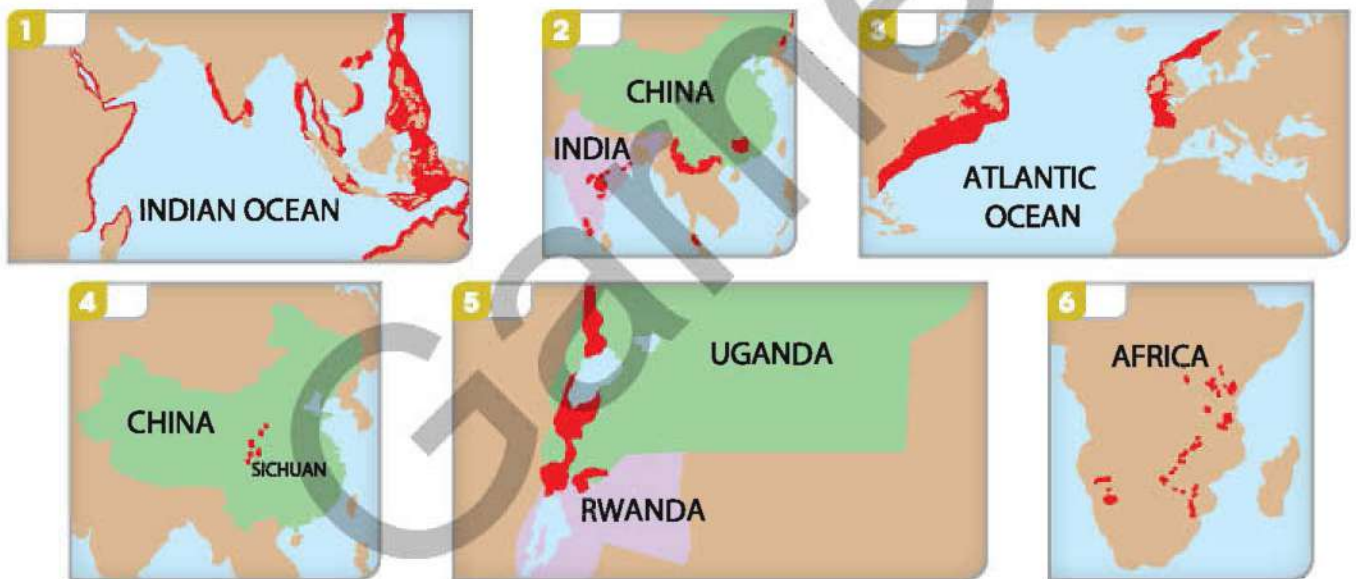 1
INDIAN OCEAN
2
CHINA
INDIA
3
ATLANTIC
OCEAN
4
CHINA
SICHUAN
5
UGANDA
RWANDA
6
AFRICA